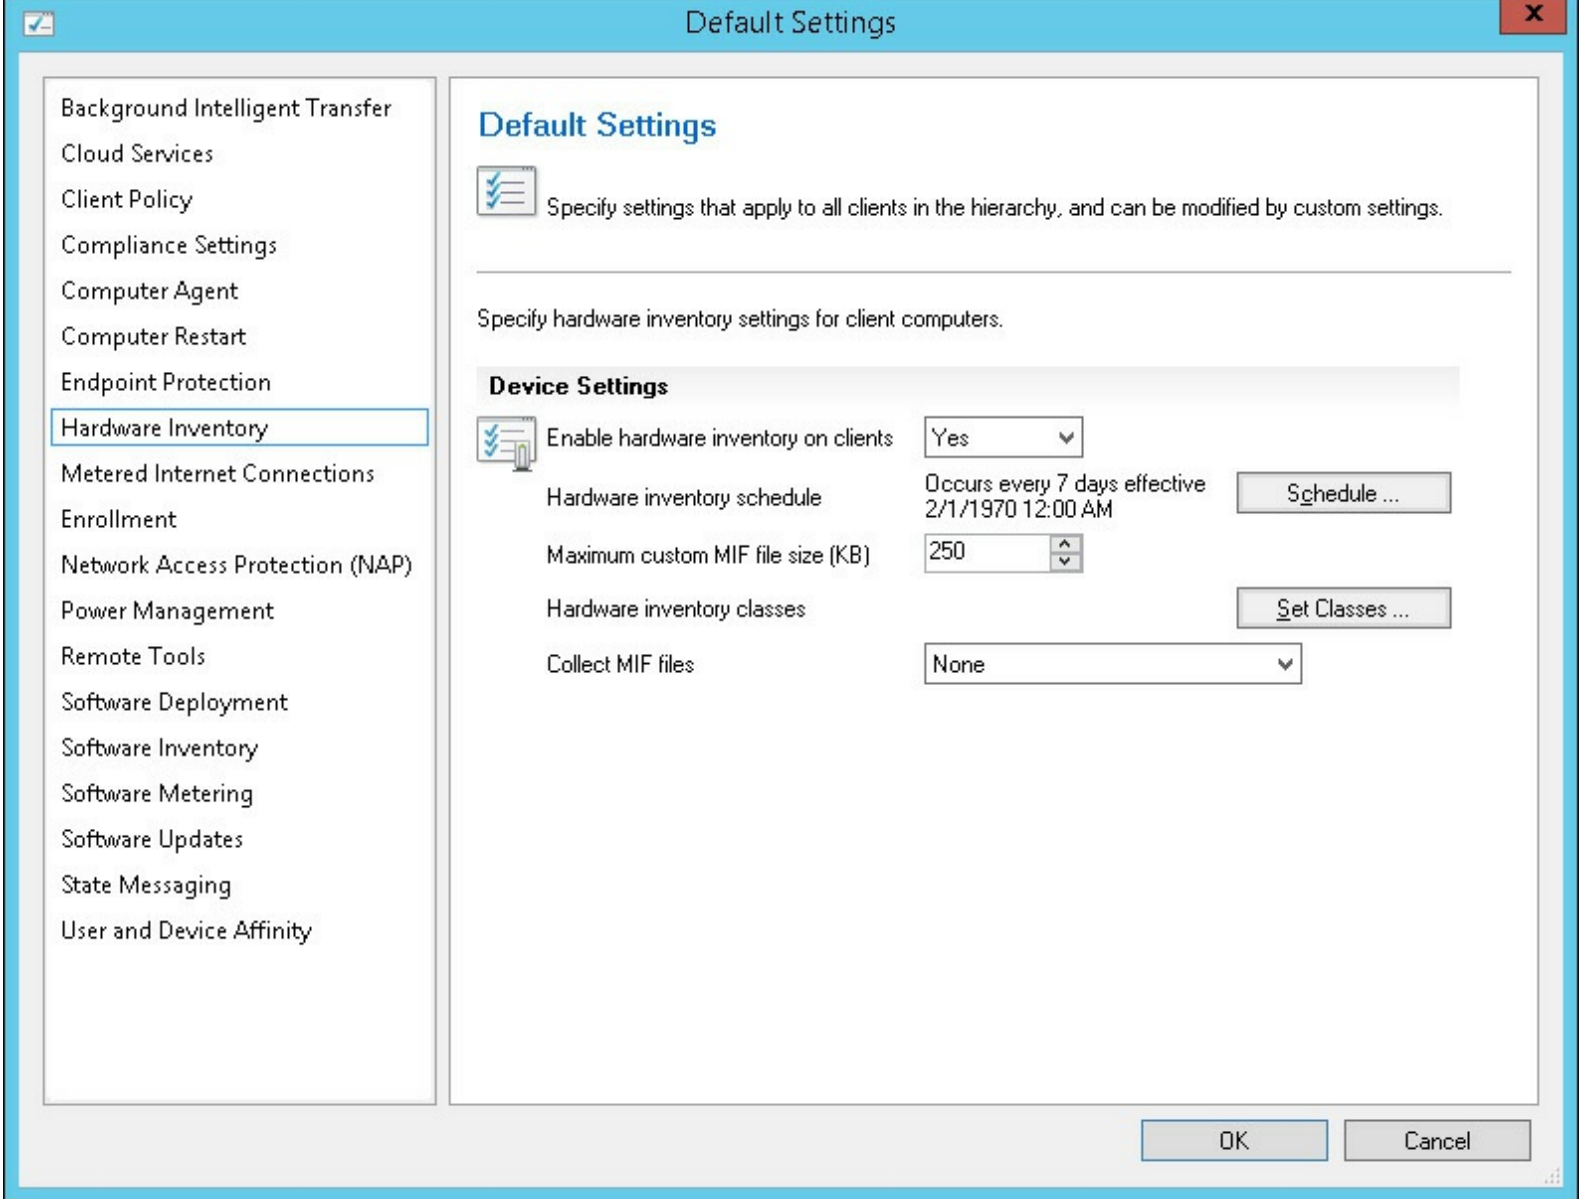 Default Settings
x
Background Intelligent Transfer
Cloud Services
Client Policy
Compliance Settings
Computer Agent
Computer Restart
Endpoint Protection
Hardware Inventory
Metered Internet Connections
Enrollment
Network Access Protection (NAP)
Power Management
Remote Tools
Software Deployment
Software Inventory
Software Metering
Software Updates
State Messaging
User and Device Affinity
Default Settings
Specify settings that apply to all clients in the hierarchy, and can be modified by custom settings.
Specify hardware inventory settings for client computers.
Device Settings
Enable hardware inventory on clients Yes
Hardware inventory schedule Occurs every 7 days effective
2/1/1970 12:00 AM Schedule ...
Maximum custom MIF file size (KB) 250
Hardware inventory classes Set Classes ...
Collect MIF files None
OK Cancel